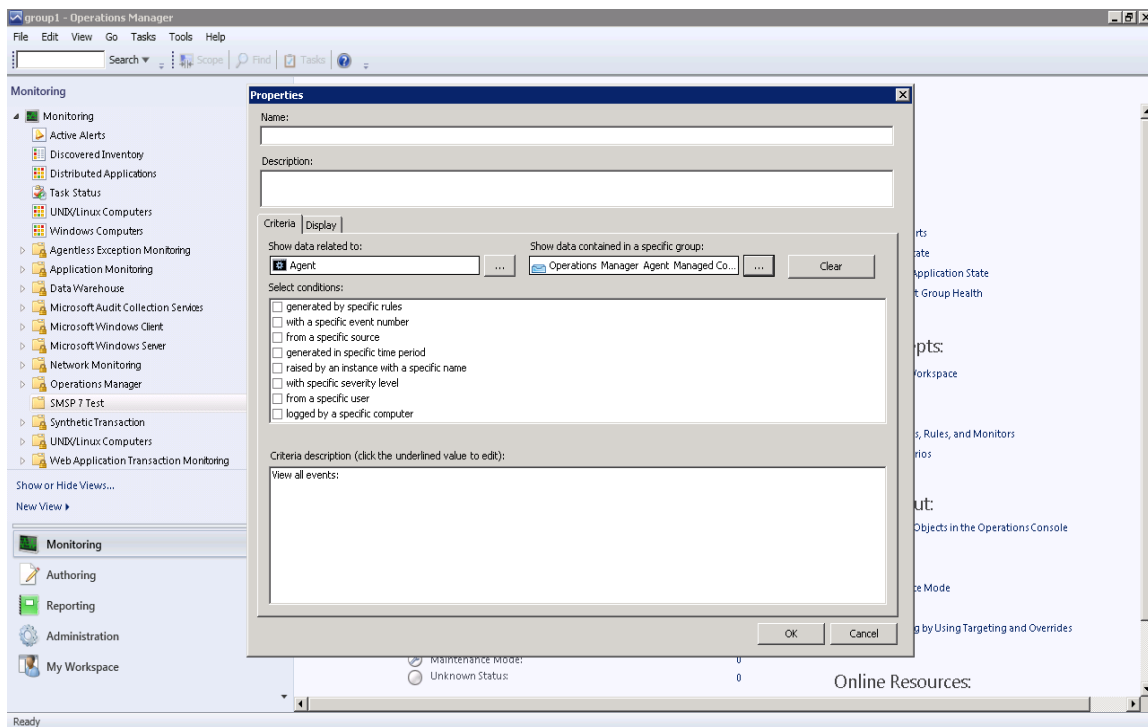 group1 - Operations Manager
File Edit View Go Tasks Tools Help
Search Scope Find Tasks
Monitoring
Monitoring
Active Alerts
Discovered Inventory
Distributed Applications
Task Status
UNIX/Linux Computers
Windows Computers
Agentless Exception Monitoring
Application Monitoring
Data Warehouse
Microsoft Audit Collection Services
Microsoft Windows Client
Microsoft Windows Server
Network Monitoring
Operations Manager
SMSP 7 Test
Synthetic Transaction
UNIX/Linux Computers
Web Application Transaction Monitoring
Show or Hide Views...
New View
Monitoring
Authoring
Reporting
Administration
My Workspace
Properties
Name:
Description:
Criteria Display
Show data related to: Show data contained in a specific group:
Agent ... Operations Manager Agent Managed Co... ... Clear
Select conditions:
generated by specific rules
with a specific event number
from a specific source
generated in specific time period
raised by an instance with a specific name
with specific severity level
from a specific user
logged by a specific computer
Criteria description (click the underlined value to edit):
View all events:
OK Cancel
Application State
t Group Health
pts:
s, Rules, and Monitors
ut:
Objects in the Operations Console
ce Mode
g by Using Targeting and Overrides
Maintenance Mode: 0
Unknown Status: 0
Online Resources:
Ready